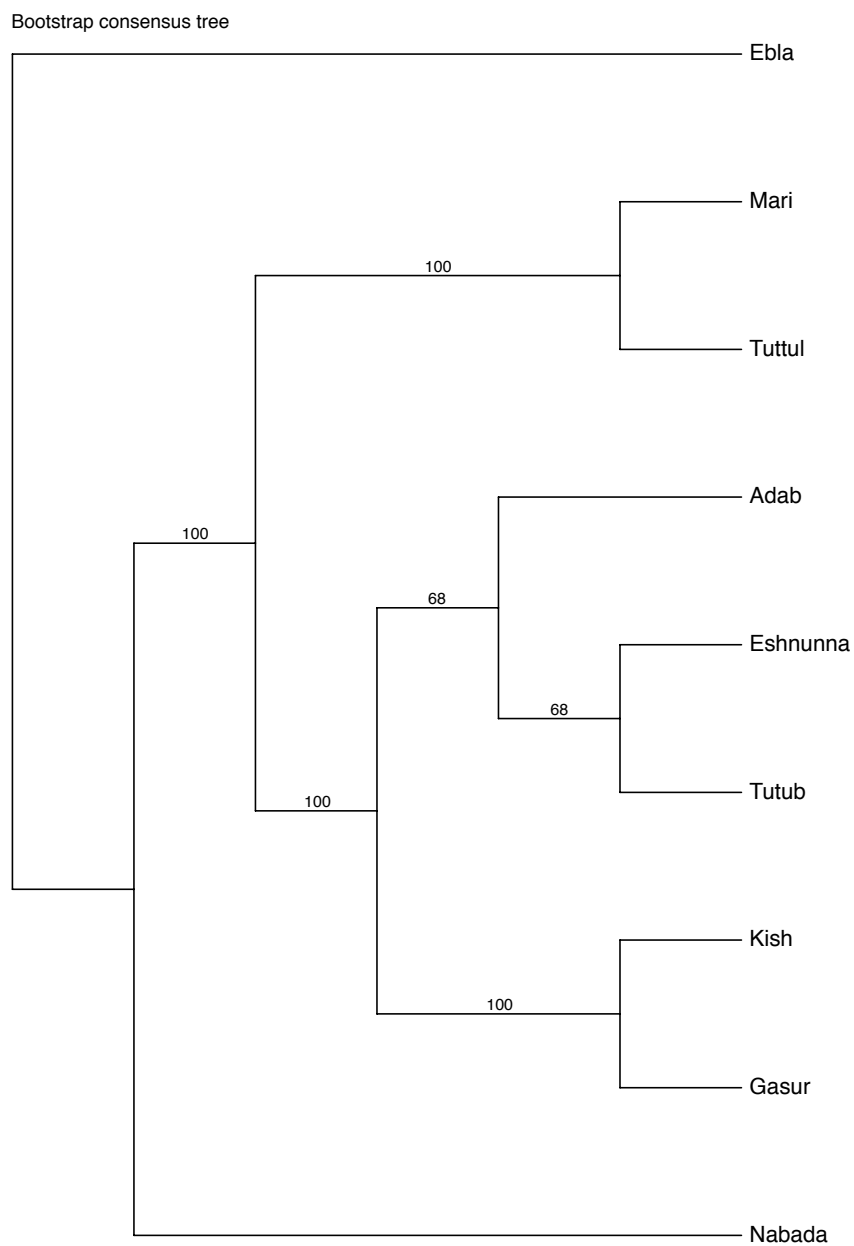 Bootstrap consensus tree
Ebla
Mari
100
Tuttul
Adab
100
68
Eshnunna
68
Tutub
100
Kish
100
Gasur
Nabada